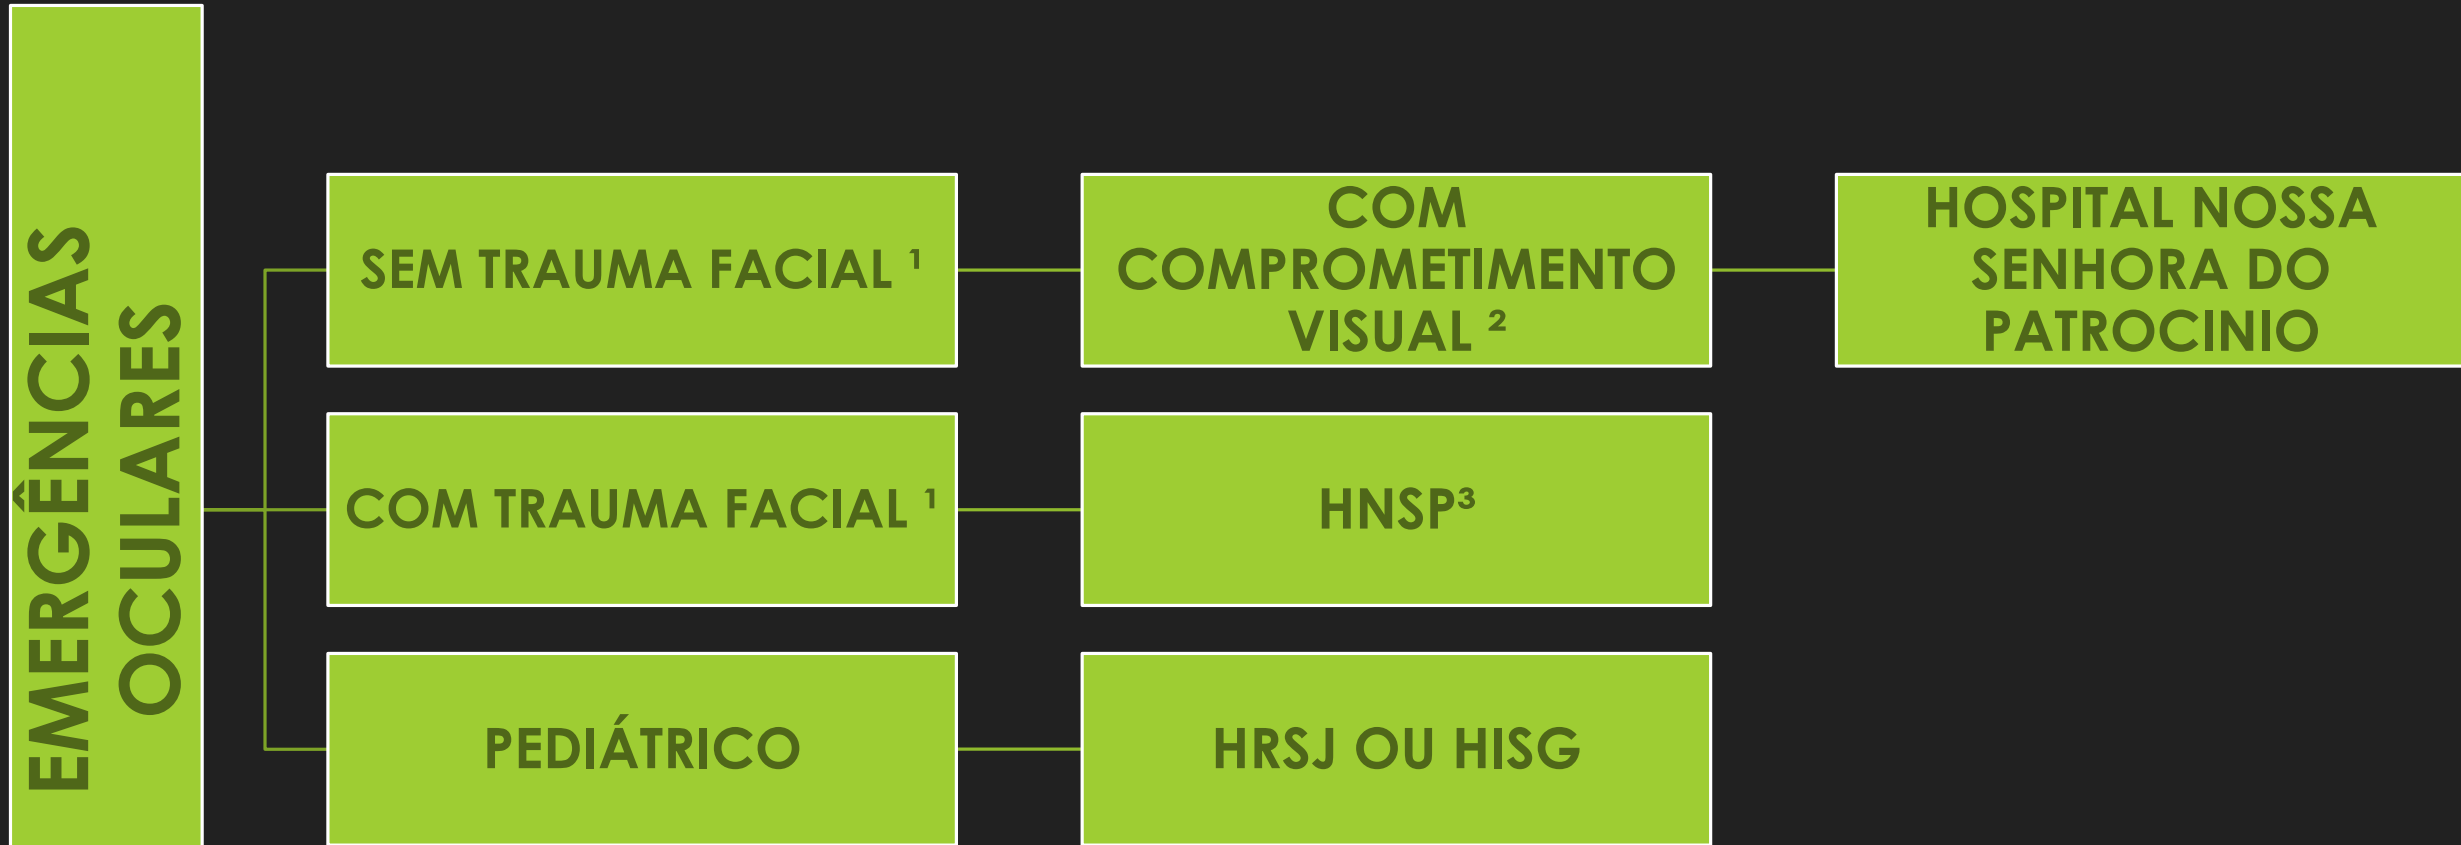 EMERGÊNCIAS
OCULARES
SEM TRAUMA FACIAL ¹
COM
COMPROMETIMENTO
VISUAL ²
HOSPITAL NOSSA
SENHORA DO
PATROCINIO
COM TRAUMA FACIAL ¹
HNSP³
PEDIÁTRICO
HRSJ OU HISG